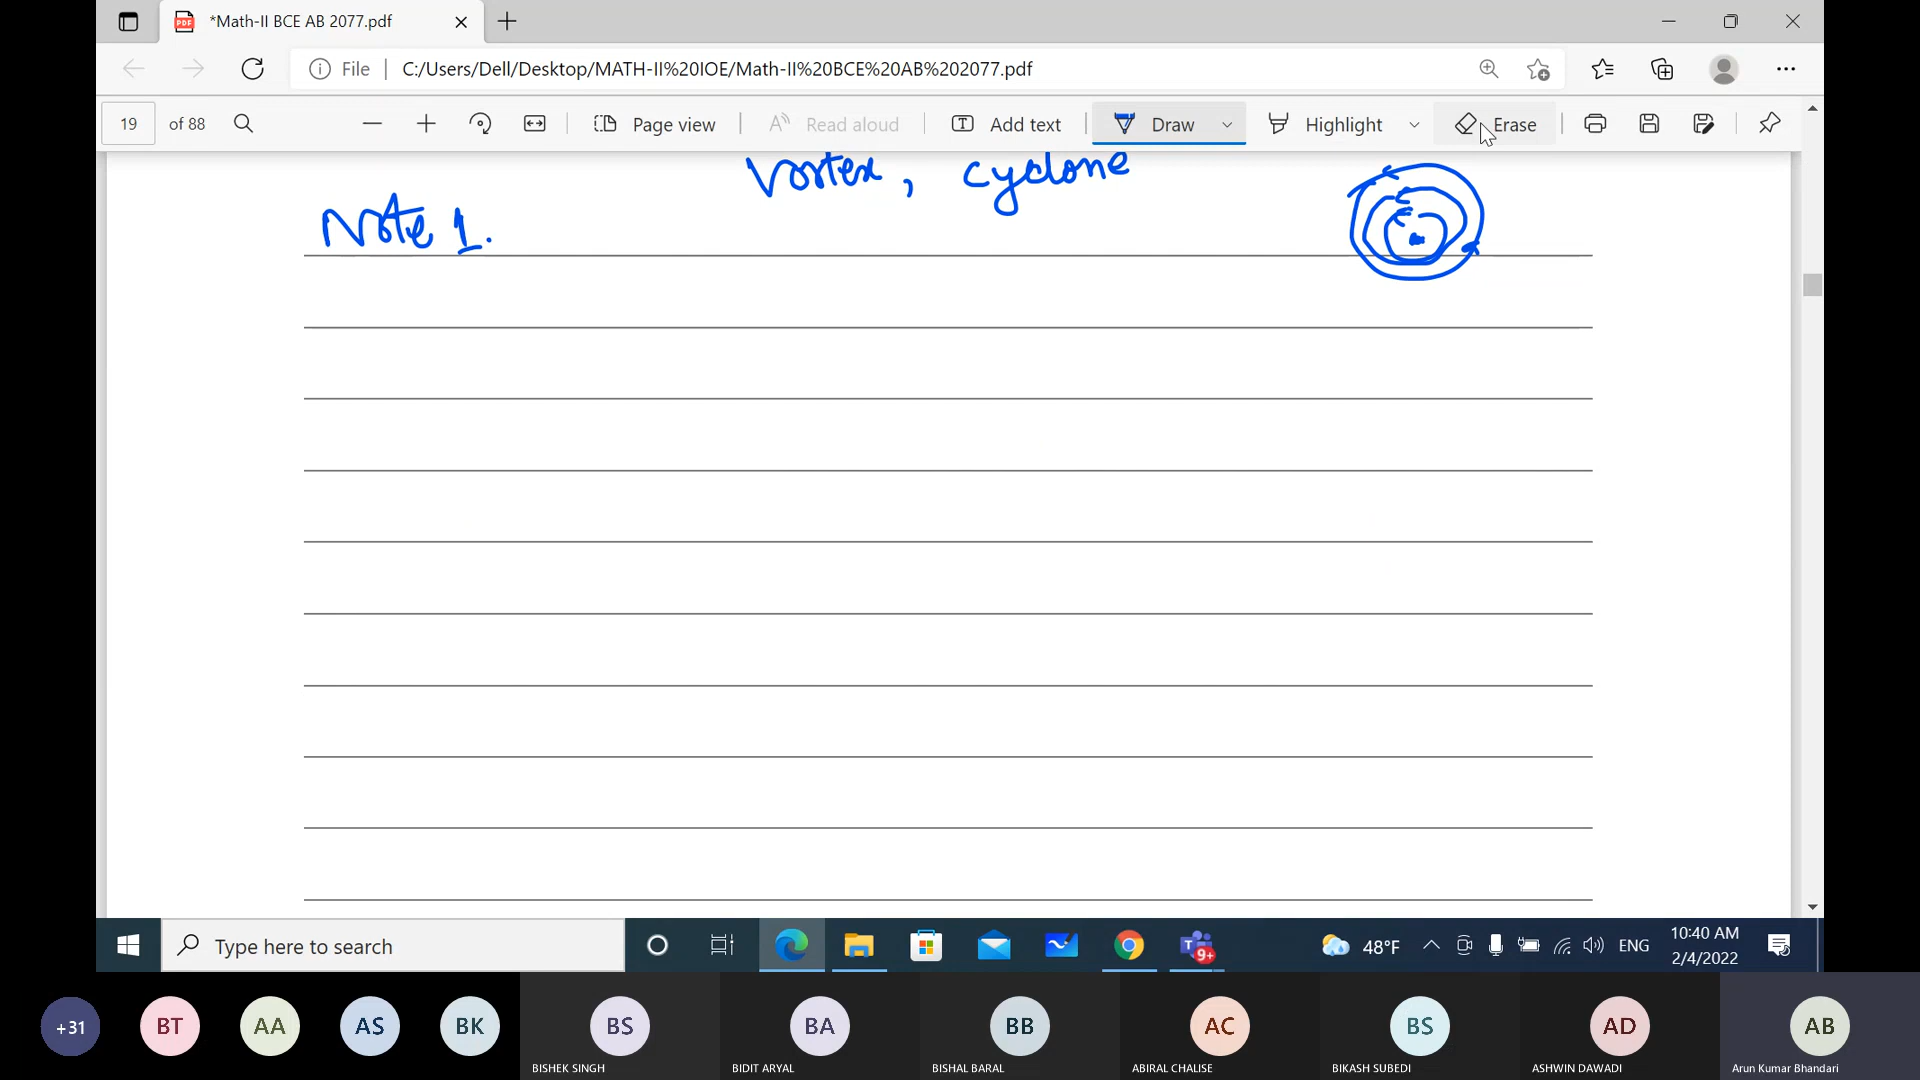 *Math-II BCE AB 2077.pdf
File
C:/Users/Dell/Desktop/MATH-II%20IOE/Math-II%20BCE%20AB%202077.pdf
19 of 88
Page view
Read aloud
Add text
Draw
Highlight
Erase
Vortex, cyclone
Note 1.
Type here to search
9+
48°F
ENG
10:40 AM
2/4/2022
+31 BT AA AS BK BS BA BB AC BS AD AB
BISHEK SINGH BIDIT ARYAL BISHAL BARAL ABIRAL CHALISE BIKASH SUBEDI ASHWIN DAWADI Arun Kumar Bhandari